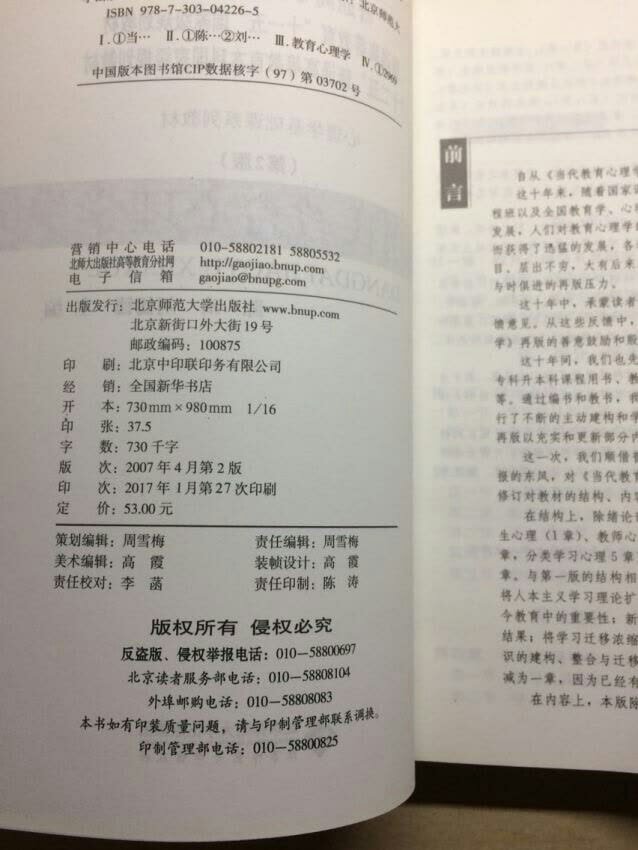 北京师范大
ISBN 978-7-303-04226-5
Ⅰ.①当… Ⅱ.①陈…②刘… Ⅲ.教育心理学 Ⅳ.①2969
中国版本图书馆CIP数据核字(97)第03702号
营销中心电话 010-58802181 58805532
北师大出版社高等教育分社网 http://gaojiao.bnup.com
电子信箱 gaojiao@bnupg.com
出版发行:北京师范大学出版社 www.bnup.com
北京新街口外大街19号
邮政编码:100875
印 刷:北京中印联印务有限公司
经 销:全国新华书店
开 本:730mm×980mm 1/16
印 张:37.5
字 数:730千字
版 次:2007年4月第2版
印 次:2017年1月第27次印刷
定 价:53.00元
策划编辑:周雪梅 责任编辑:周雪梅
美术编辑:高 霞 装帧设计:高 霞
责任校对:李 菡 责任印制:陈 涛
版权所有 侵权必究
反盗版、侵权举报电话:010-58800697
北京读者服务部电话:010-58808104
外埠邮购电话:010-58808083
本书如有印装质量问题,请与印制管理部联系调换。
印制管理部电话:010-58800825
前言
自从《当代教育心理学
这十年来,随着国家
程班以及全国教育学、心理
发展,人们对教育心理学的
而获得了迅猛的发展,各
目。层出不穷,大有后来
与时俱进的再版压力。
这十年中,承蒙读者
馈意见。从这些反馈中,
学》再版的善意鼓励和殷
这十年间,我们也先
专科升本科课程用书、教
等。通过编书和教书,我
行了不断的主动建构和学
再版以充实和更新部分内
这一次,我们顺借普
报的东风,对《当代教育
修订对教材的结构、内容
在结构上,除绪论设
生心理(1章)、教师心
章,分类学习心理5章
章。与第一版的结构相
将人本主义学习理论扩
今教育中的重要性;新
结果;将学习迁移浓缩
识的建构、整合与迁移
减为一章,因为已经有
在内容上,本版除